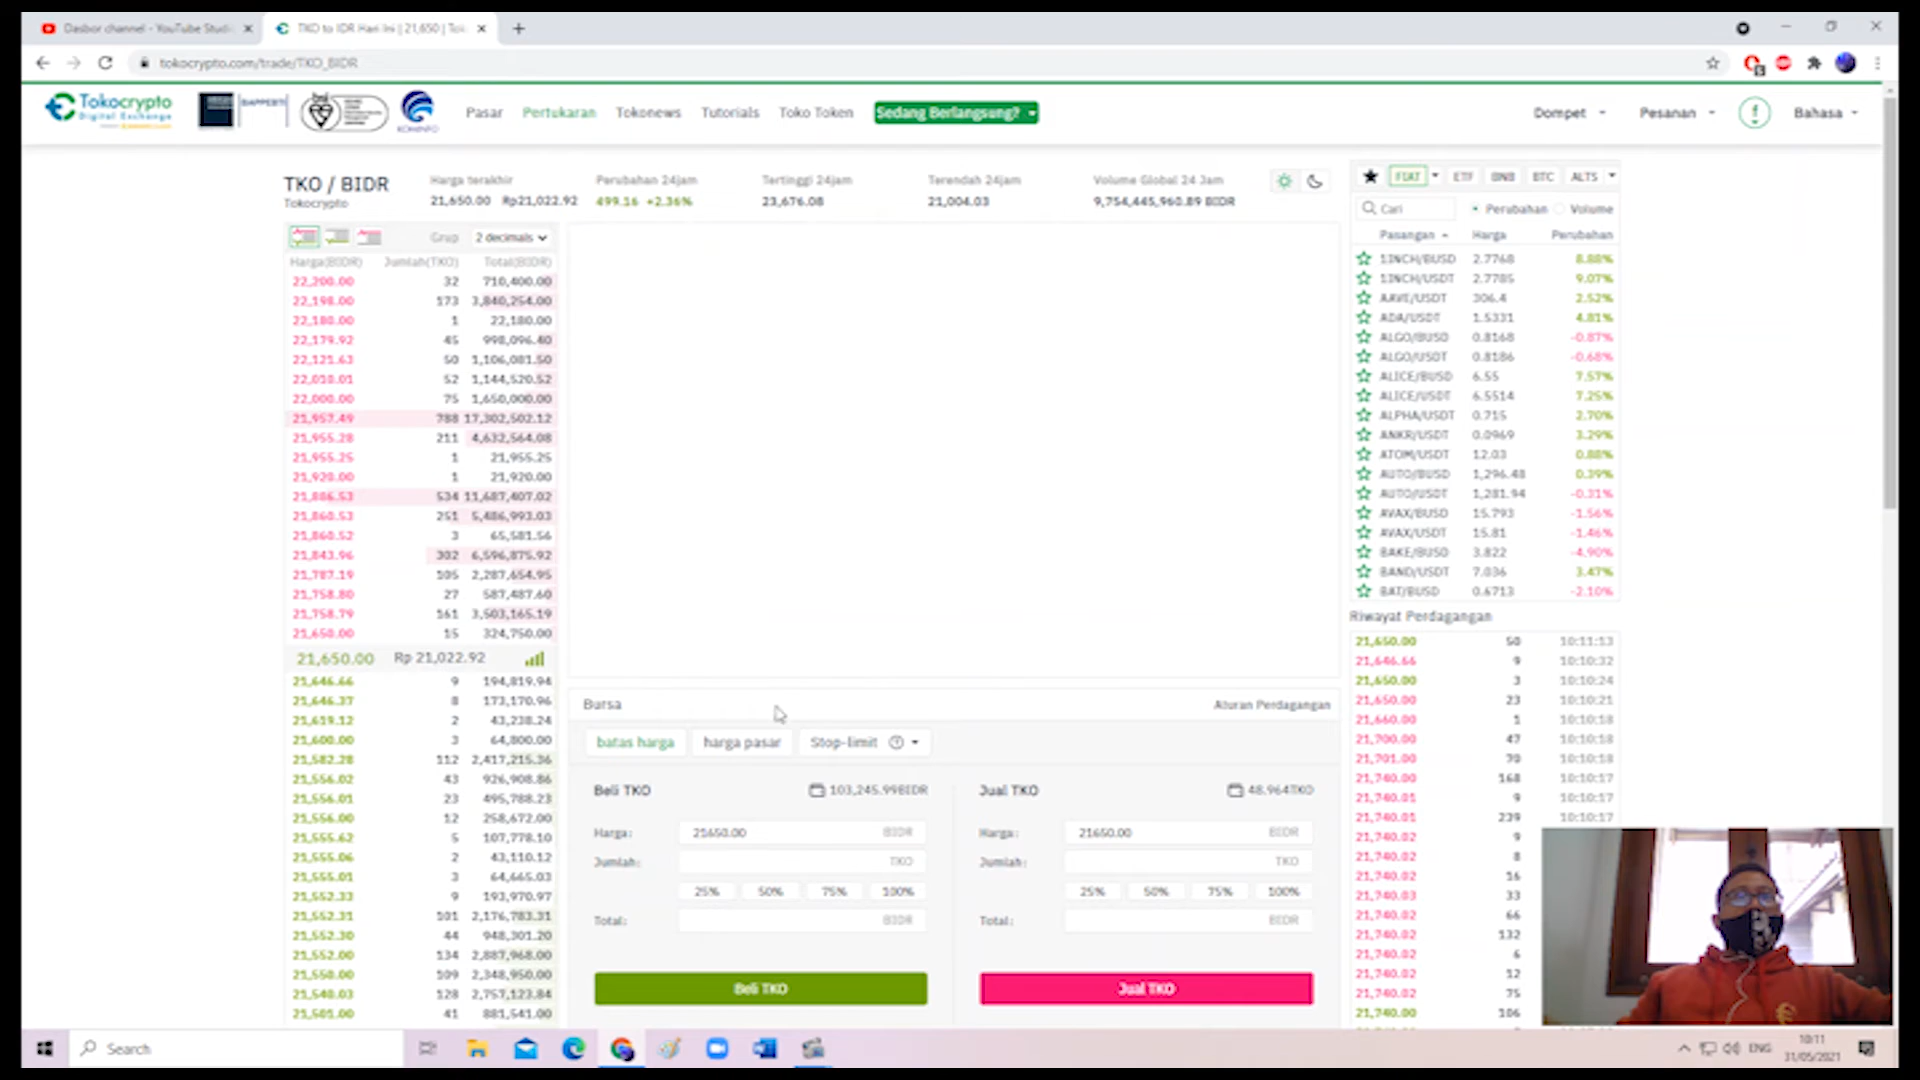 Dasbor channel - YouTube Studi
TKO to IDR Hari Ini | 21,650 | Tok
tokocrypto.com/trade/TKO_BIDR
Tokocrypto
Digital Exchange
BAPPEBTI
KOMINFO
Pasar
Pertukaran
Tokonews
Tutorials
Toko Token
Sedang Berlangsung?
Dompet
Pesanan
Bahasa
TKO / BIDR
Tokocrypto
Harga terakhir
21,650.00 Rp21,022.92
Perubahan 24jam
499.16 +2.36%
Tertinggi 24jam
23,676.08
Terendah 24jam
21,004.03
Volume Global 24 Jam
9,754,445,960.89 BIDR
Grup 2 decimals
Harga(BIDR) Jumlah(TKO) Total(BIDR)
22,200.00 32 710,400.00
22,198.00 173 3,840,254.00
22,180.00 1 22,180.00
22,179.92 45 998,096.40
22,121.63 50 1,106,081.50
22,010.01 52 1,144,520.52
22,000.00 75 1,650,000.00
21,957.49 788 17,302,502.12
21,955.28 211 4,632,564.08
21,955.25 1 21,955.25
21,920.00 1 21,920.00
21,886.53 534 11,687,407.02
21,860.53 251 5,486,993.03
21,860.52 3 65,581.56
21,843.96 302 6,596,875.92
21,787.19 105 2,287,654.95
21,758.80 27 587,487.60
21,758.79 161 3,503,165.19
21,650.00 15 324,750.00
21,650.00 Rp 21,022.92
21,646.66 9 194,819.94
21,646.37 8 173,170.96
21,619.12 2 43,238.24
21,600.00 3 64,800.00
21,582.28 112 2,417,215.36
21,556.02 43 926,908.86
21,556.01 23 495,788.23
21,556.00 12 258,672.00
21,555.62 5 107,778.10
21,555.06 2 43,110.12
21,555.01 3 64,665.03
21,552.33 9 193,970.97
21,552.31 101 2,176,783.31
21,552.30 44 948,301.20
21,552.00 134 2,887,968.00
21,550.00 109 2,348,950.00
21,540.03 128 2,757,123.84
21,501.00 41 881,541.00
Bursa
Aturan Perdagangan
batas harga
harga pasar
Stop-limit
Beli TKO 103,245.99BIDR
Harga: 21650.00 BIDR
Jumlah: TKO
25% 50% 75% 100%
Total: BIDR
Beli TKO
Jual TKO 48.964TKO
Harga: 21650.00 BIDR
Jumlah: TKO
25% 50% 75% 100%
Total: BIDR
Jual TKO
FIAT ETF BNB BTC ALTS
Cari Perubahan Volume
Pasangan Harga Perubahan
1INCH/BUSD 2.7768 8.88%
1INCH/USDT 2.7785 9.07%
AAVE/USDT 306.4 2.52%
ADA/USDT 1.5331 4.81%
ALGO/BUSD 0.8168 -0.87%
ALGO/USDT 0.8186 -0.68%
ALICE/BUSD 6.55 7.57%
ALICE/USDT 6.5514 7.25%
ALPHA/USDT 0.715 2.70%
ANKR/USDT 0.0969 3.29%
ATOM/USDT 12.03 0.88%
AUTO/BUSD 1,296.48 0.39%
AUTO/USDT 1,281.94 -0.31%
AVAX/BUSD 15.793 -1.56%
AVAX/USDT 15.81 -1.46%
BAKE/BUSD 3.822 -4.90%
BAND/USDT 7.036 3.47%
BAT/BUSD 0.6713 -2.10%
Riwayat Perdagangan
21,650.00 50 10:11:13
21,646.66 9 10:10:32
21,650.00 3 10:10:24
21,650.00 23 10:10:21
21,660.00 1 10:10:18
21,700.00 47 10:10:18
21,701.00 70 10:10:18
21,740.00 168 10:10:17
21,740.01 9 10:10:17
21,740.01 239 10:10:17
21,740.02 9
21,740.02 8
21,740.02 16
21,740.03 33
21,740.02 66
21,740.02 132
21,740.02 6
21,740.02 12
21,740.02 75
21,740.00 106
Search
ENG
10:11
31/05/2021